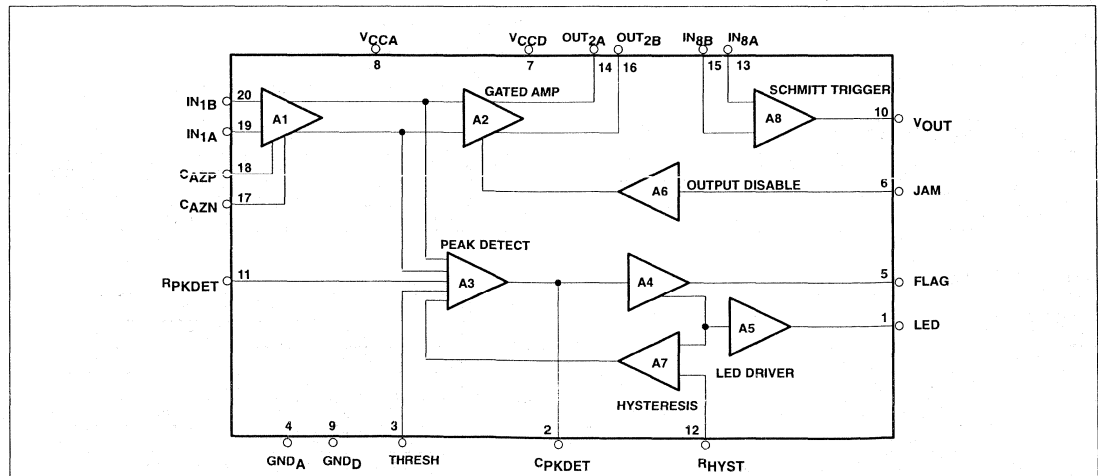 VCCA VCCD OUT2A OUT2B IN8B IN8A
8 7 14 16 15 13
IN1B 20 A1 GATED AMP A2 SCHMITT TRIGGER A8 10 VOUT
IN1A 19
CAZP 18
CAZN 17
A6 OUTPUT DISABLE 6 JAM
PEAK DETECT
RPKDET 11 A3 A4 5 FLAG
A5 1 LED
A7 LED DRIVER
HYSTERESIS
4 9 3 2 12
GNDA GNDD THRESH CPKDET RHYST